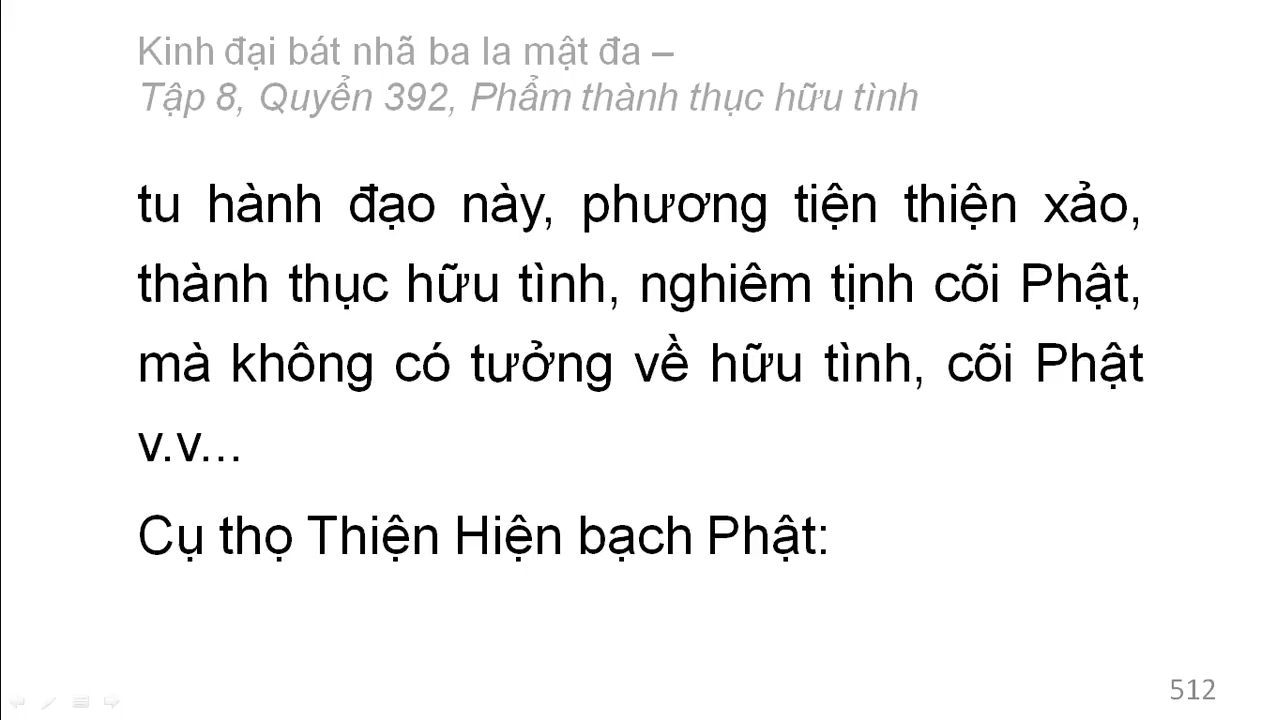 Kinh đại bát nhã ba la mật đa –
Tập 8, Quyển 392, Phẩm thành thục hữu tình
tu hành đạo này, phương tiện thiện xảo,
thành thục hữu tình, nghiêm tịnh cõi Phật,
mà không có tưởng về hữu tình, cõi Phật
v.v...
Cụ thọ Thiện Hiện bạch Phật:
512